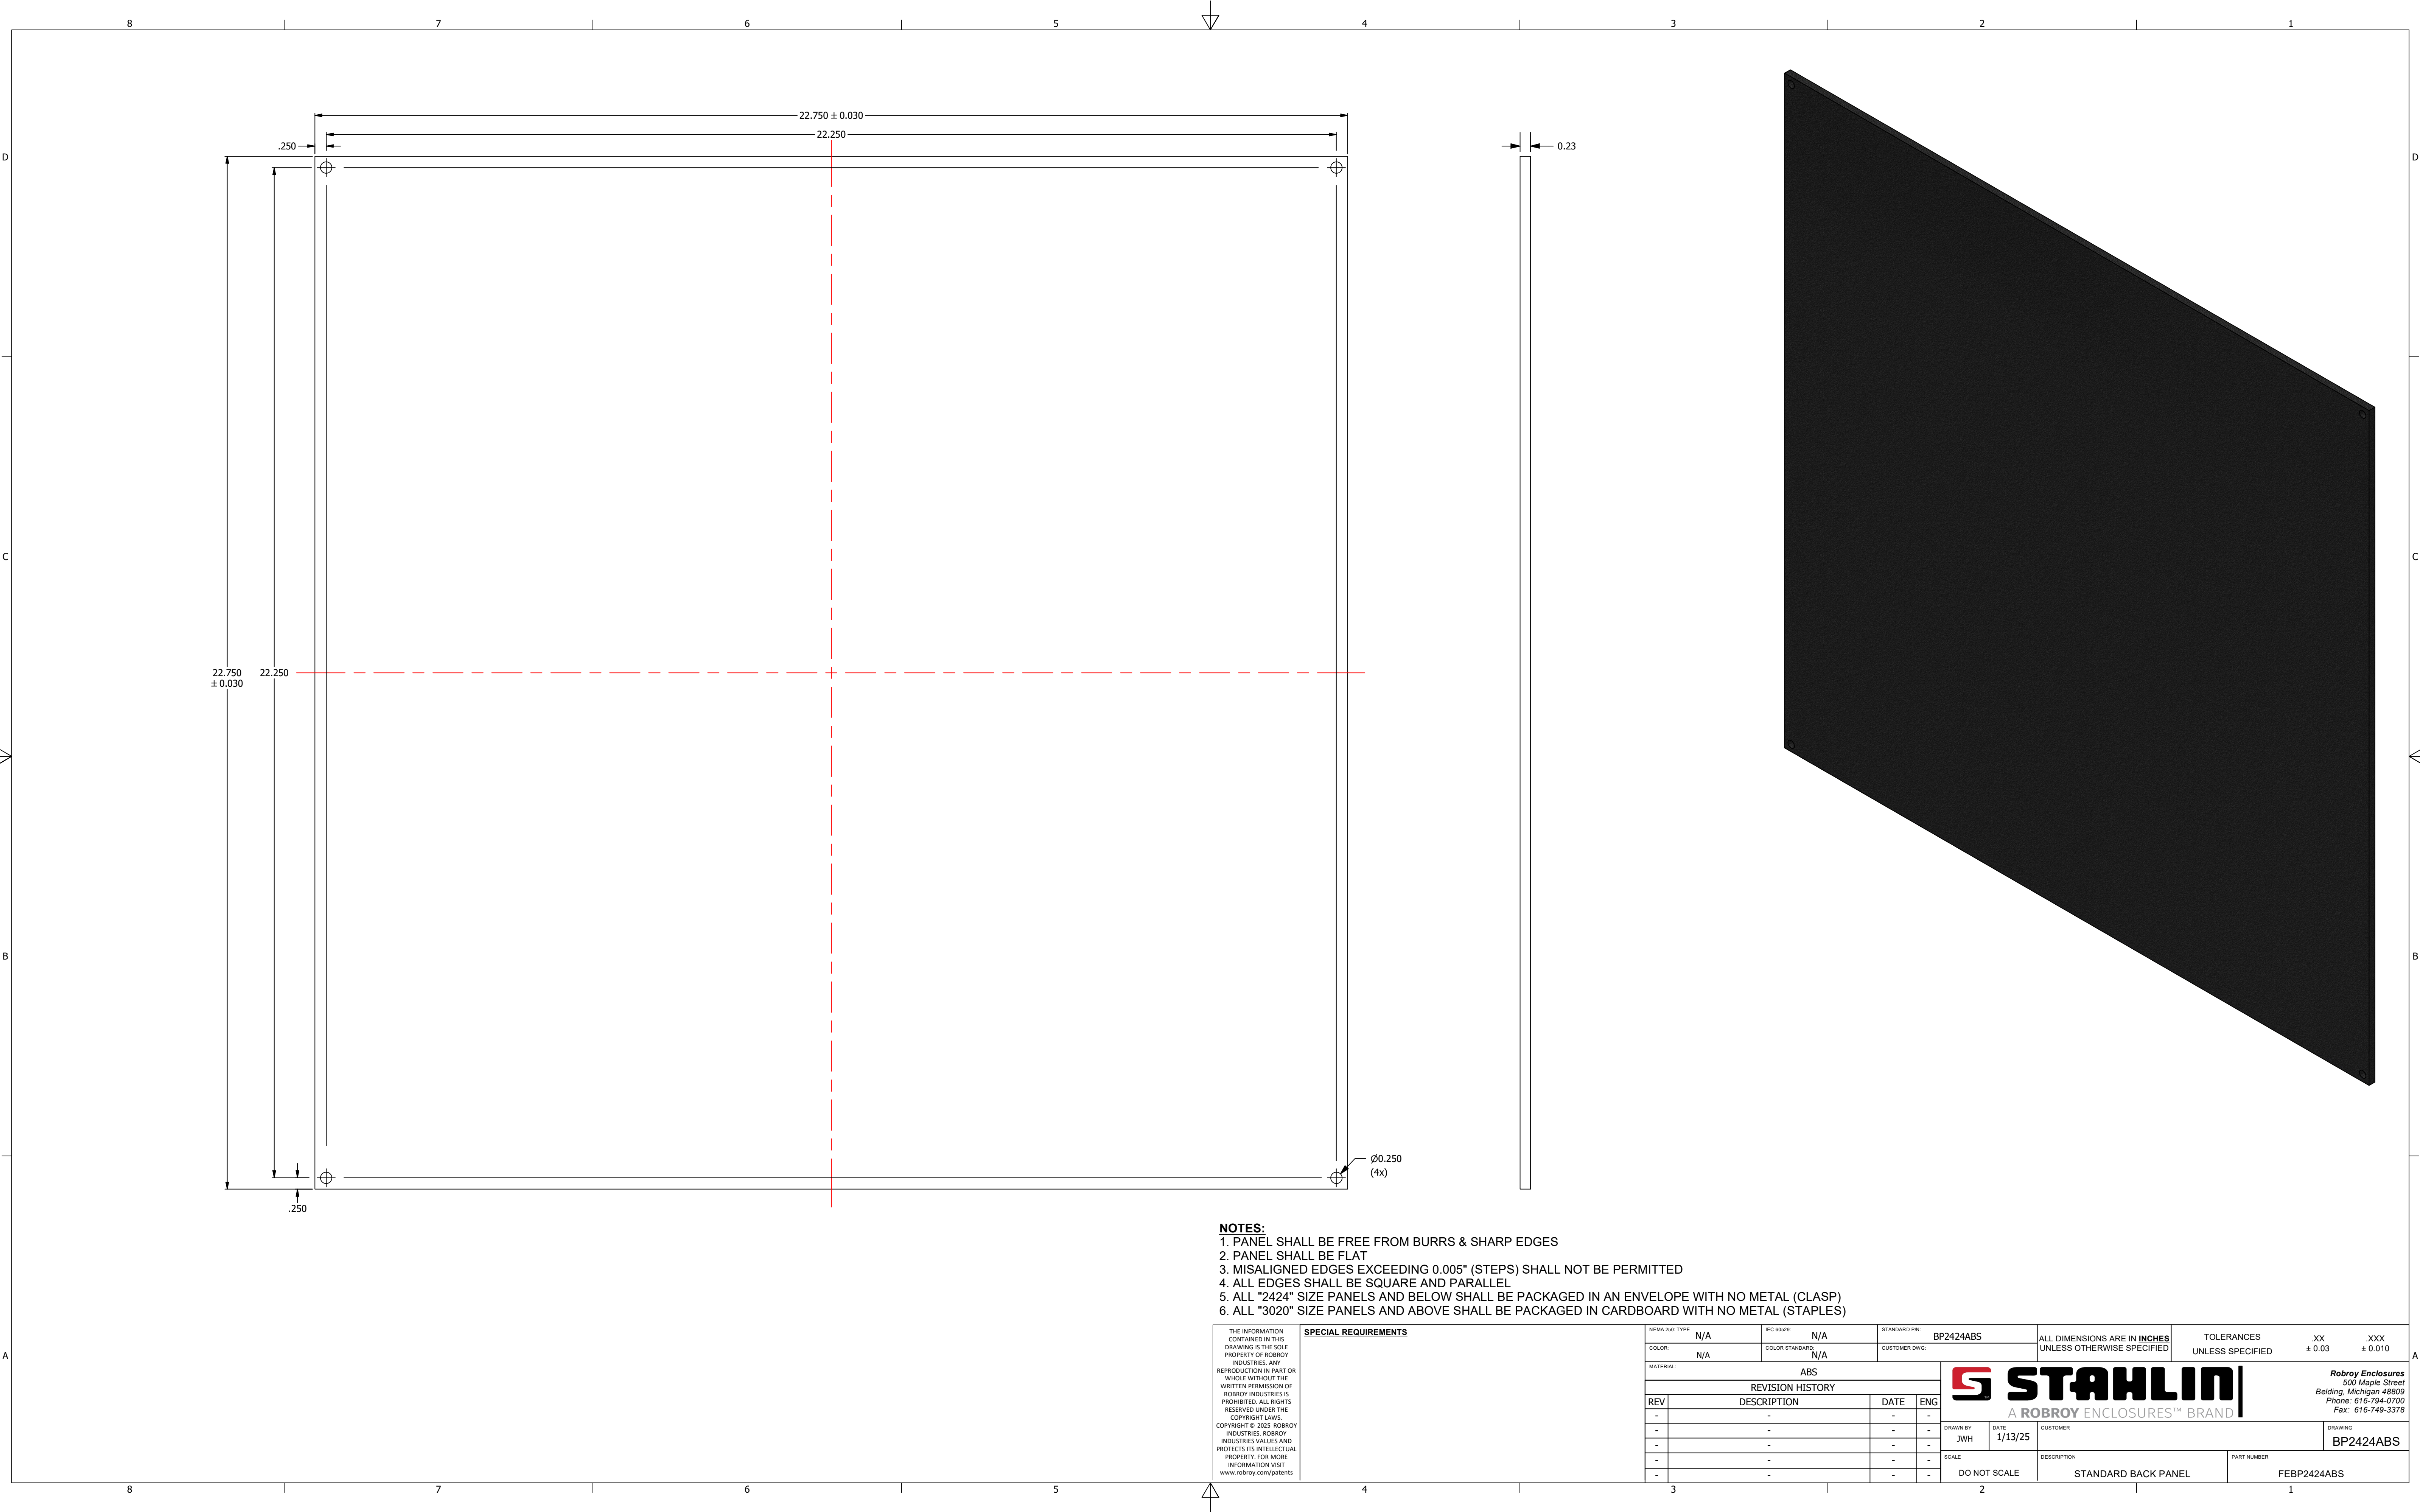 8 7 6 5 4 3 2 1
D
D
C
C
B
B
A
A
22.750 ± 0.030
22.250
.250
0.23
22.750
± 0.030
22.250
.250
Ø0.250
(4x)
NOTES:
1. PANEL SHALL BE FREE FROM BURRS & SHARP EDGES
2. PANEL SHALL BE FLAT
3. MISALIGNED EDGES EXCEEDING 0.005" (STEPS) SHALL NOT BE PERMITTED
4. ALL EDGES SHALL BE SQUARE AND PARALLEL
5. ALL "2424" SIZE PANELS AND BELOW SHALL BE PACKAGED IN AN ENVELOPE WITH NO METAL (CLASP)
6. ALL "3020" SIZE PANELS AND ABOVE SHALL BE PACKAGED IN CARDBOARD WITH NO METAL (STAPLES)
THE INFORMATION
CONTAINED IN THIS
DRAWING IS THE SOLE
PROPERTY OF ROBROY
INDUSTRIES. ANY
REPRODUCTION IN PART OR
WHOLE WITHOUT THE
WRITTEN PERMISSION OF
ROBROY INDUSTRIES IS
PROHIBITED. ALL RIGHTS
RESERVED UNDER THE
COPYRIGHT LAWS.
COPYRIGHT © 2025 ROBROY
INDUSTRIES. ROBROY
INDUSTRIES VALUES AND
PROTECTS ITS INTELLECTUAL
PROPERTY. FOR MORE
INFORMATION VISIT
www.robroy.com/patents
SPECIAL REQUIREMENTS
NEMA 250: TYPE
N/A
IEC 60529:
N/A
STANDARD P/N:
BP2424ABS
COLOR:
N/A
COLOR STANDARD:
N/A
CUSTOMER DWG:
ALL DIMENSIONS ARE IN INCHES
UNLESS OTHERWISE SPECIFIED
TOLERANCES
UNLESS SPECIFIED
.XX
± 0.03
.XXX
± 0.010
MATERIAL:
ABS
REVISION HISTORY
REV DESCRIPTION DATE ENG
- - - -
- - - -
- - - -
- - - -
- - - -
STAHLIN
A ROBROY ENCLOSURES™ BRAND
Robroy Enclosures
500 Maple Street
Belding, Michigan 48809
Phone: 616-794-0700
Fax: 616-749-3378
DRAWN BY
JWH
DATE
1/13/25
CUSTOMER
DRAWING
BP2424ABS
SCALE
DO NOT SCALE
DESCRIPTION
STANDARD BACK PANEL
PART NUMBER
FEBP2424ABS
8 7 6 5 4 3 2 1